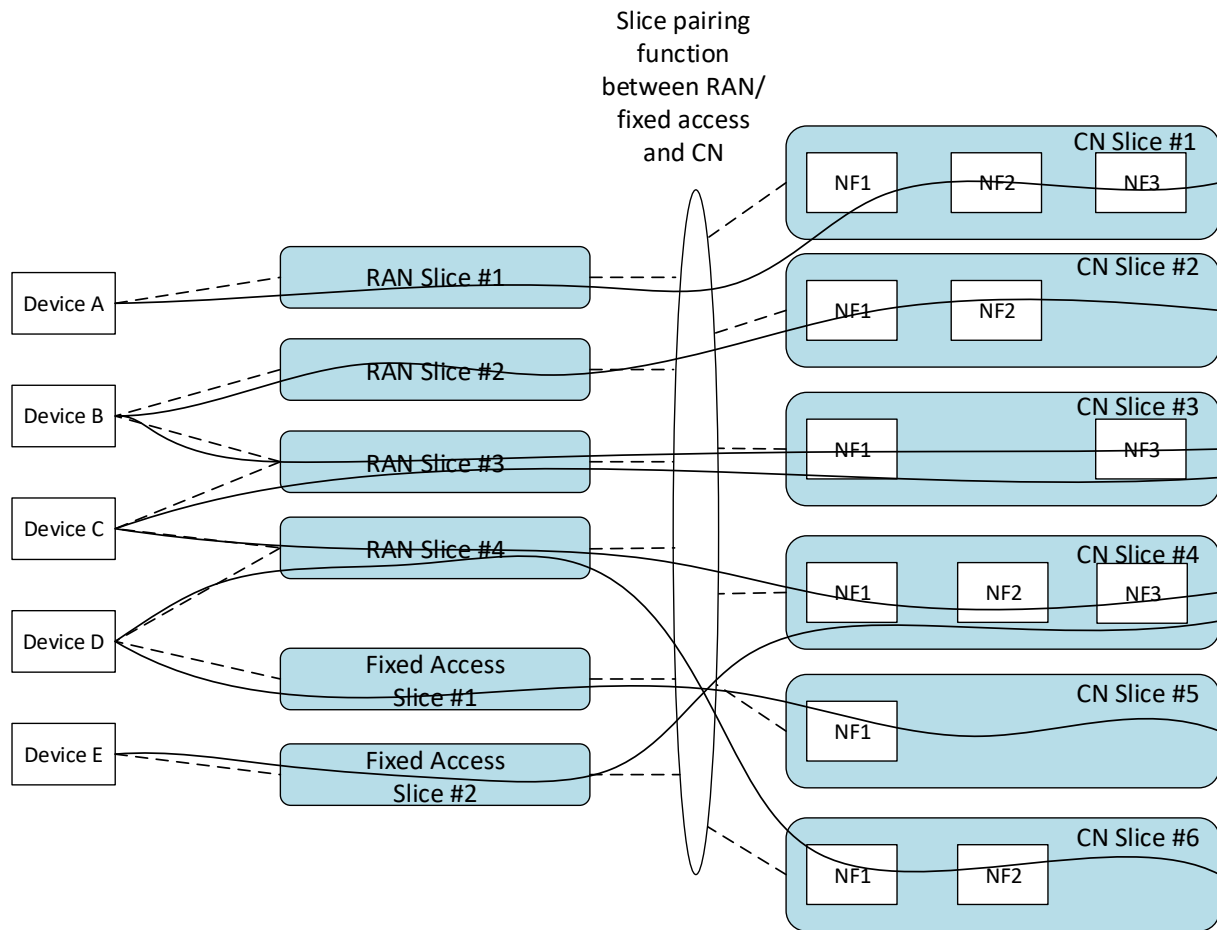 Slice pairing
function
between RAN/
fixed access
and CN
Device A
Device B
Device C
Device D
Device E
RAN Slice #1
RAN Slice #2
RAN Slice #3
RAN Slice #4
Fixed Access
Slice #1
Fixed Access
Slice #2
CN Slice #1
NF1 NF2 NF3
CN Slice #2
NF1 NF2
CN Slice #3
NF1 NF3
CN Slice #4
NF1 NF2 NF3
CN Slice #5
NF1
CN Slice #6
NF1 NF2